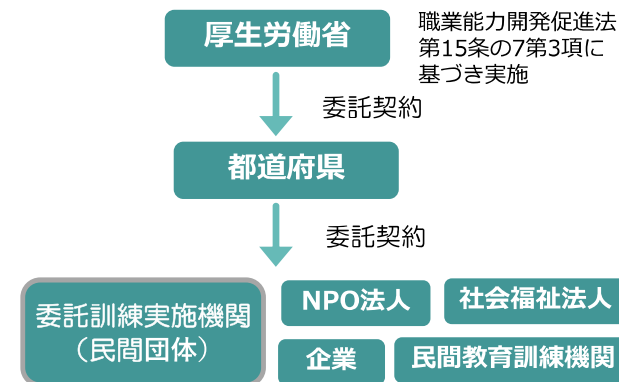 厚生労働省
職業能力開発促進法
第15条の7第3項に
基づき実施
委託契約
都道府県
委託契約
委託訓練実施機関
（民間団体）
NPO法人
社会福祉法人
企業
民間教育訓練機関